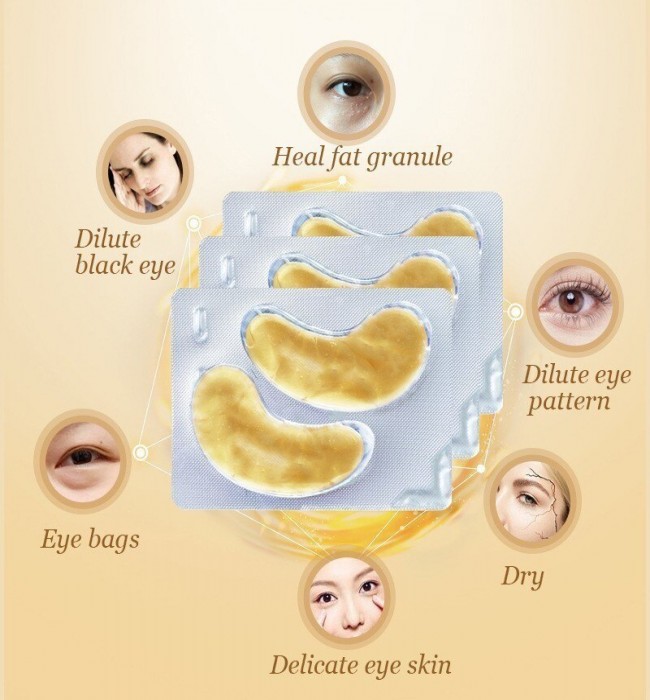 Heal fat granule
Dilute
black eye
Dilute eye
pattern
Eye bags
Dry
Delicate eye skin